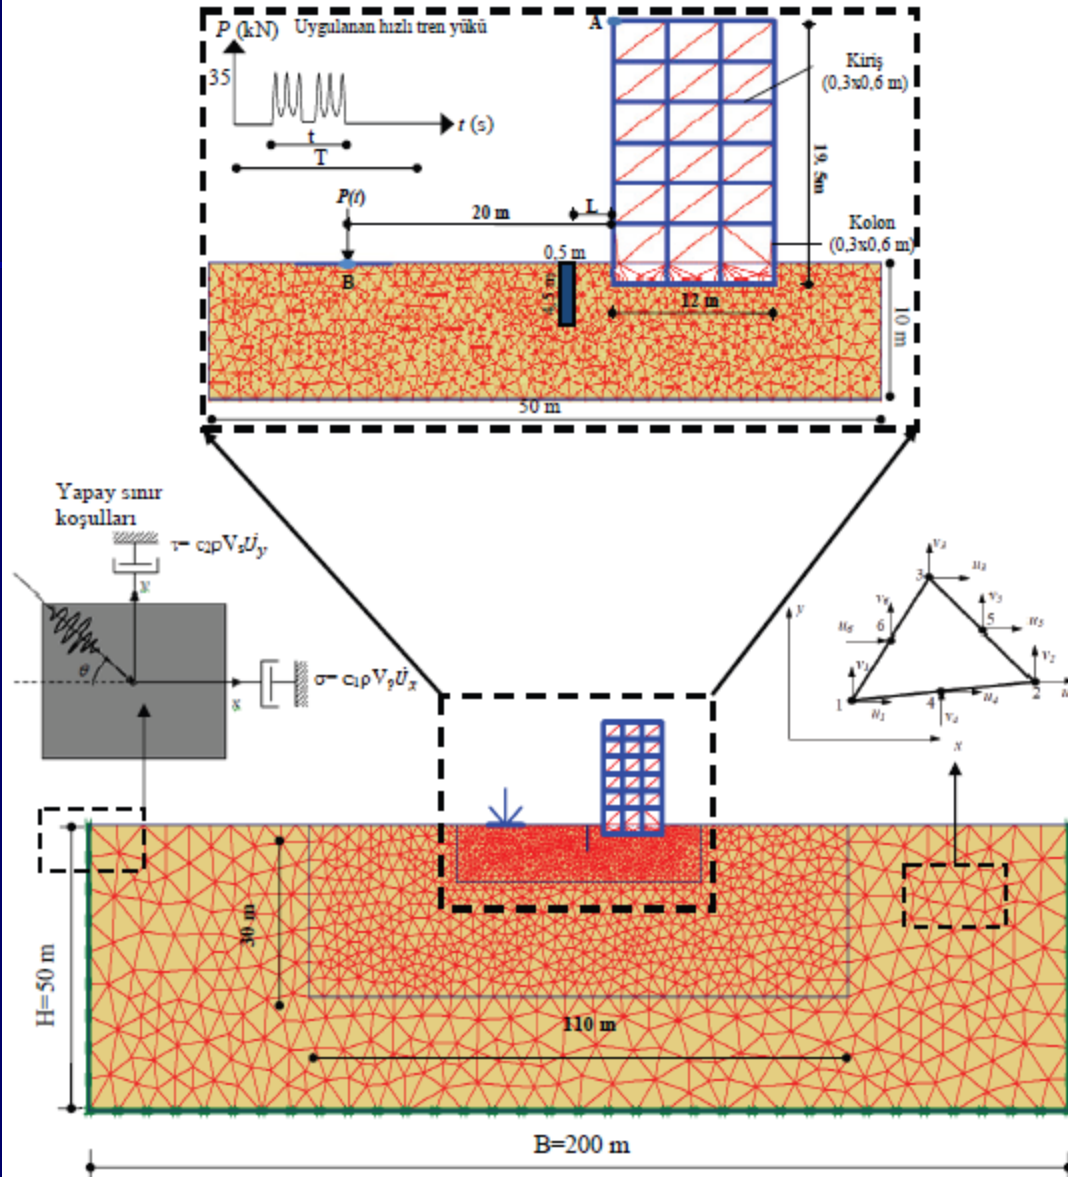 P (kN) Uygulanan hızlı tren yükü
35
t (s)
t
T
A
Kiriş
(0,3x0,6 m)
19, 5m
P(t)
20 m
L
Kolon
(0,3x0,6 m)
0,5 m
B
12 m
10 m
50 m
Yapay sınır
koşulları
τ= c₂ρVₛU̇y
y
θ
x
σ= c₁ρVₚU̇ₓ
y
x
1
2
3
4
5
6
u₁
v₁
v₂
u₃
v₃
u₄
v₄
u₅
v₅
u₆
v₆
30 m
110 m
H=50 m
B=200 m